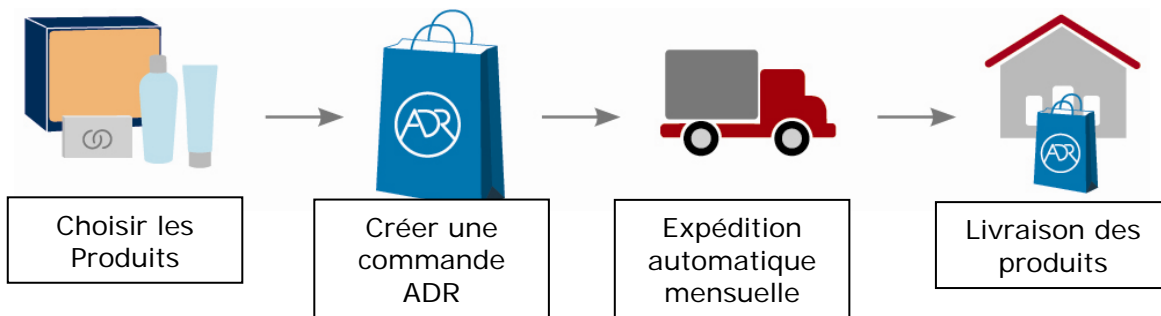 ADR
ADR
Choisir les
Produits
Créer une
commande
ADR
Expédition
automatique
mensuelle
Livraison des
produits